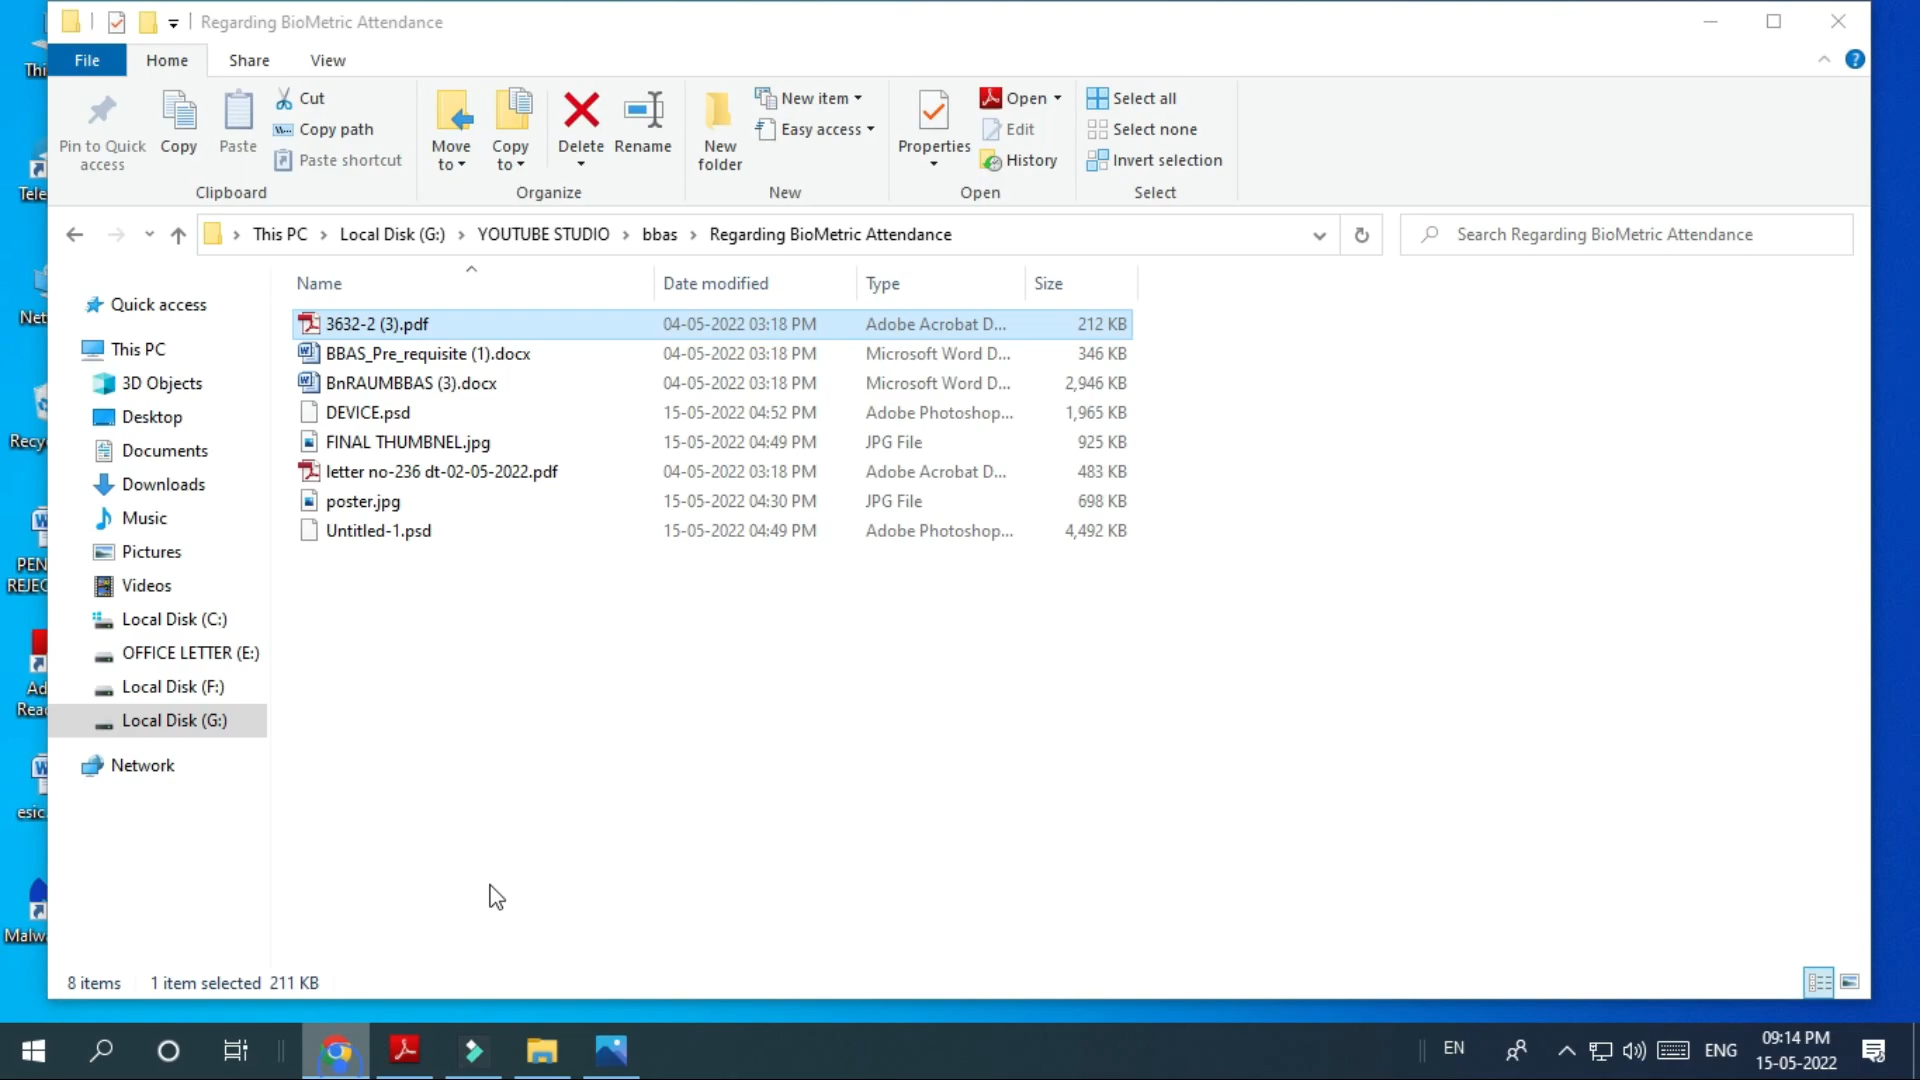 Regarding BioMetric Attendance
File Home Share View
Pin to Quick access
Copy
Paste
Cut
Copy path
Paste shortcut
Clipboard
Move to
Copy to
Delete
Rename
Organize
New folder
New item
Easy access
New
Properties
Open
Edit
History
Open
Select all
Select none
Invert selection
Select
This PC > Local Disk (G:) > YOUTUBE STUDIO > bbas > Regarding BioMetric Attendance
Search Regarding BioMetric Attendance
Quick access
This PC
3D Objects
Desktop
Documents
Downloads
Music
Pictures
Videos
Local Disk (C:)
OFFICE LETTER (E:)
Local Disk (F:)
Local Disk (G:)
Network
Name Date modified Type Size
3632-2 (3).pdf 04-05-2022 03:18 PM Adobe Acrobat D... 212 KB
BBAS_Pre_requisite (1).docx 04-05-2022 03:18 PM Microsoft Word D... 346 KB
BnRAUMBBAS (3).docx 04-05-2022 03:18 PM Microsoft Word D... 2,946 KB
DEVICE.psd 15-05-2022 04:52 PM Adobe Photoshop... 1,965 KB
FINAL THUMBNEL.jpg 15-05-2022 04:49 PM JPG File 925 KB
letter no-236 dt-02-05-2022.pdf 04-05-2022 03:18 PM Adobe Acrobat D... 483 KB
poster.jpg 15-05-2022 04:30 PM JPG File 698 KB
Untitled-1.psd 15-05-2022 04:49 PM Adobe Photoshop... 4,492 KB
8 items 1 item selected 211 KB
Thi
Tele
Net
Recy
PEN
REJEC
Ad
Rea
esic.
Malw
EN
ENG
09:14 PM
15-05-2022